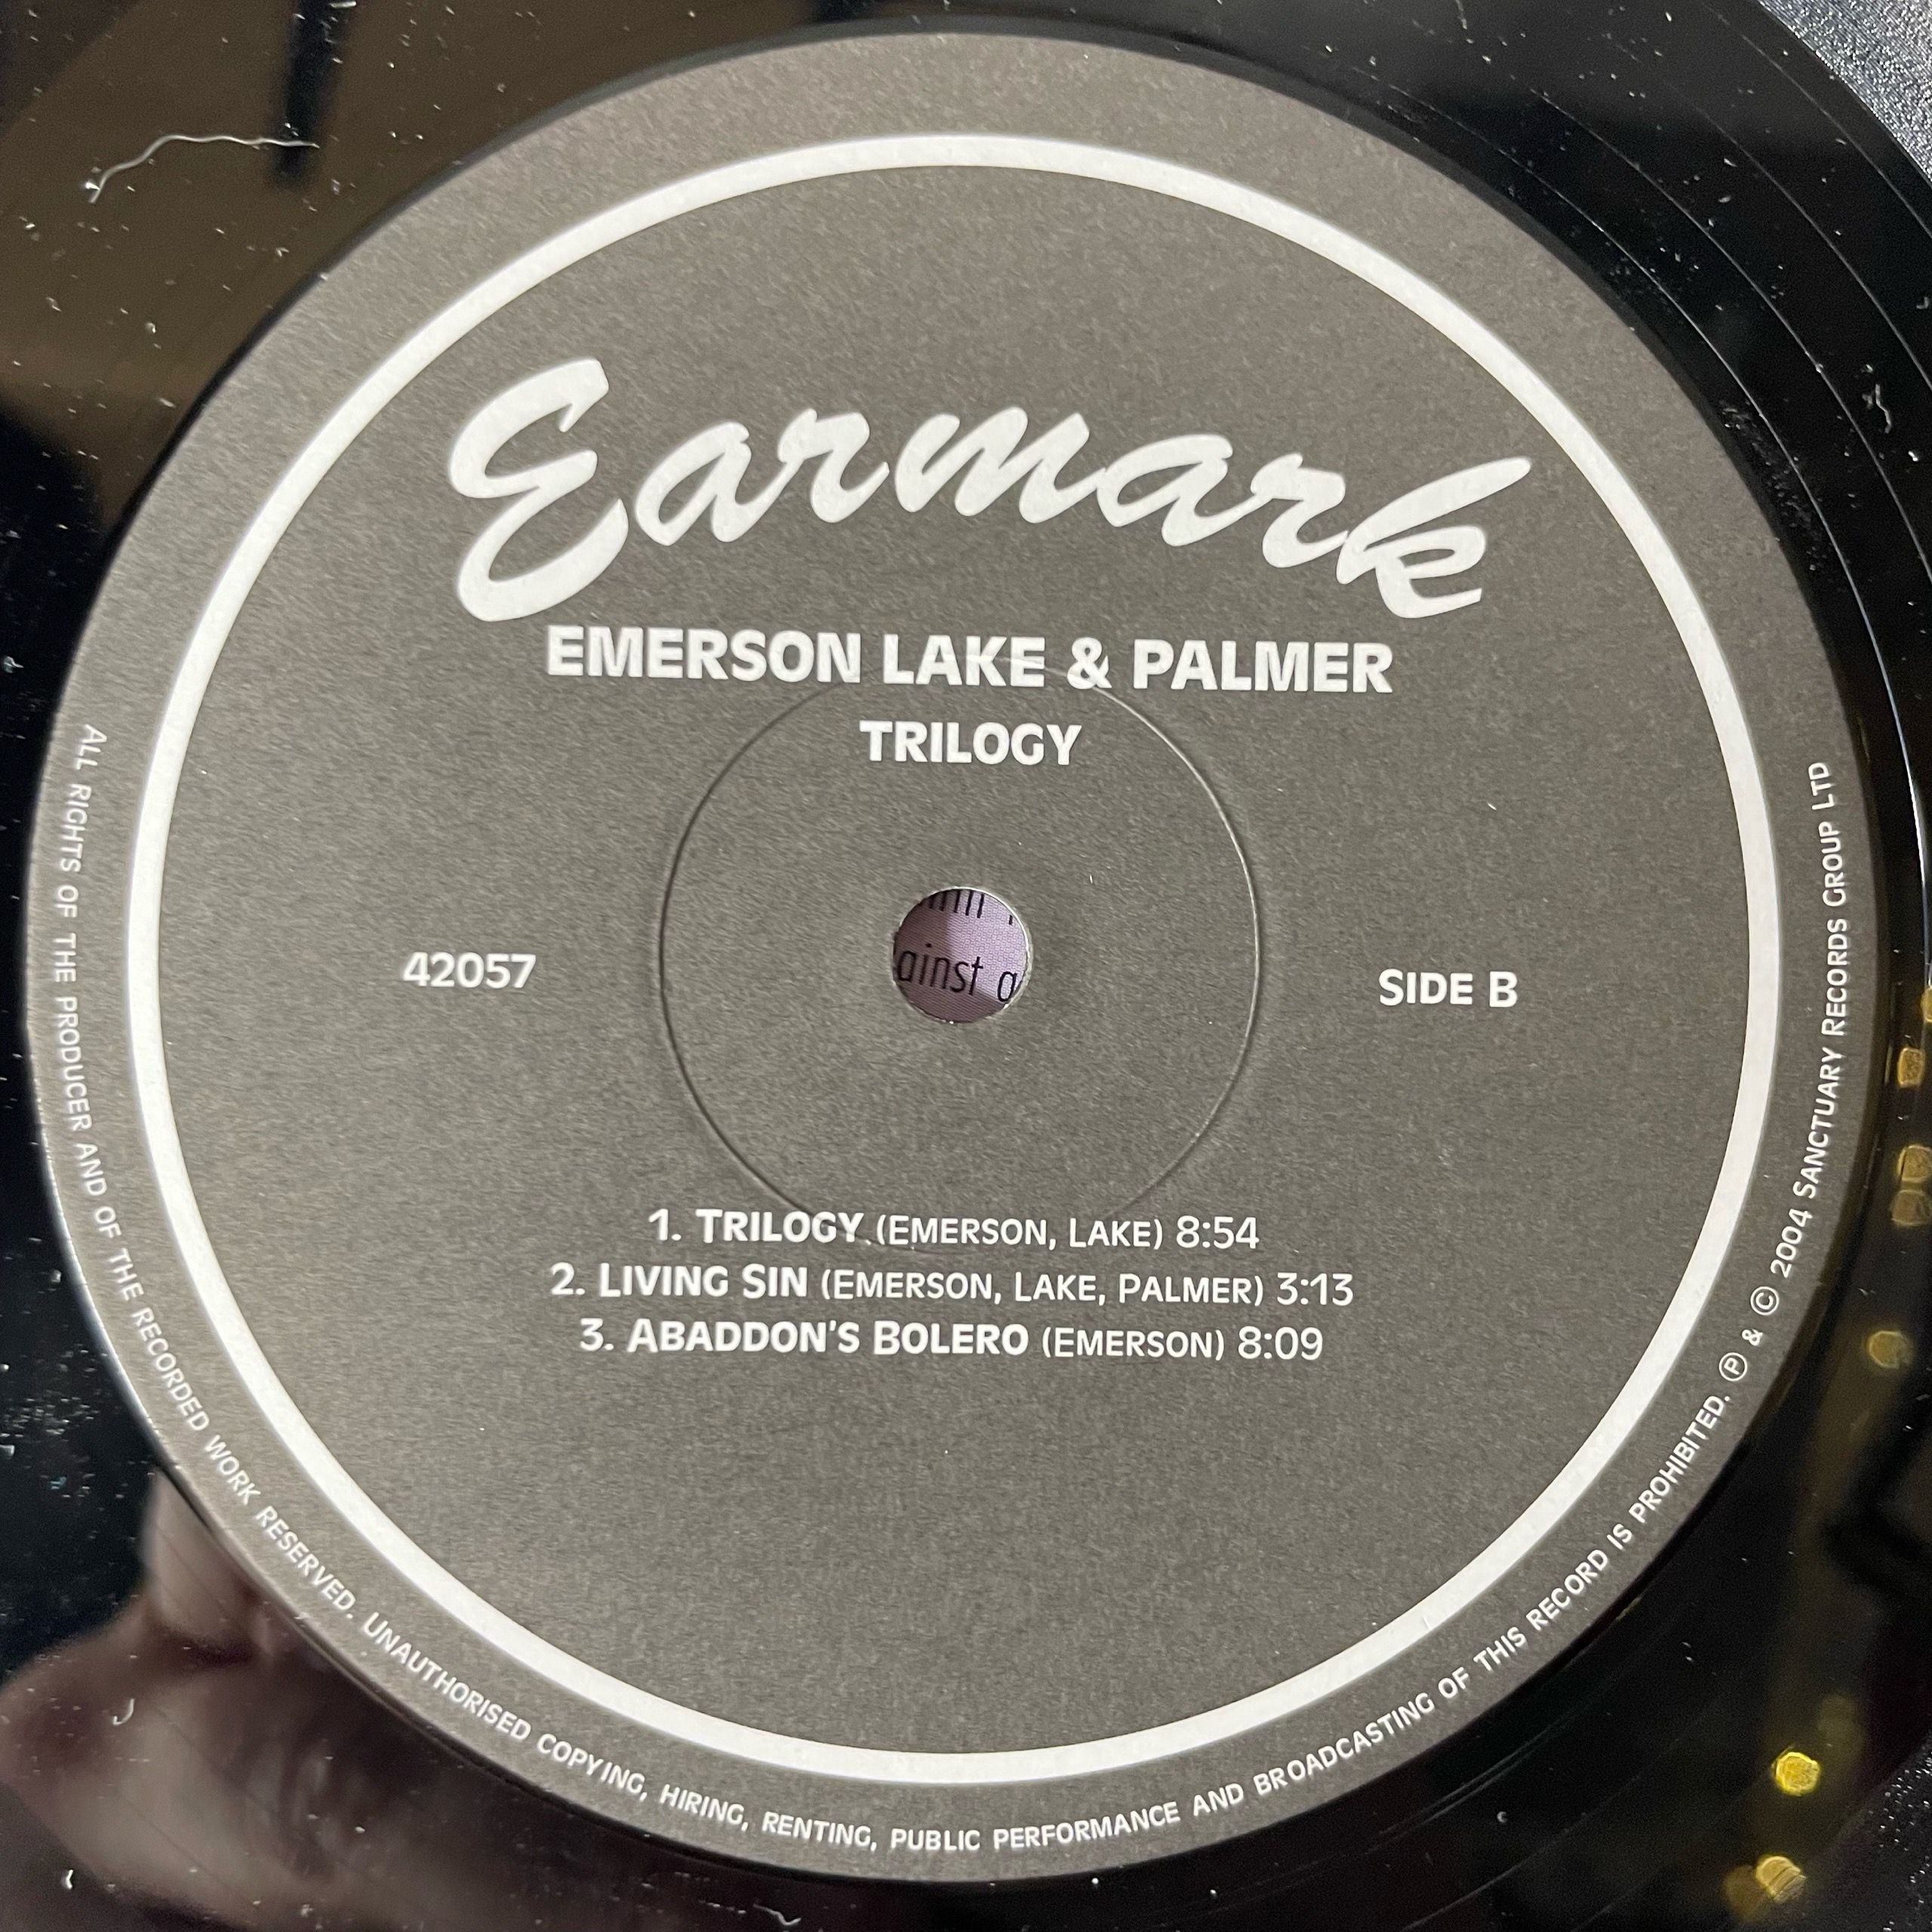 Earmark
EMERSON LAKE & PALMER
TRILOGY
42057
ainst
SIDE B
1. TRILOGY (EMERSON, LAKE) 8:54
2. LIVING SIN (EMERSON, LAKE, PALMER) 3:13
3. ABADDON'S BOLERO (EMERSON) 8:09
ALL RIGHTS OF THE PRODUCER AND OF THE RECORDED WORK RESERVED. UNAUTHORISED COPYING, HIRING, RENTING, PUBLIC PERFORMANCE AND BROADCASTING OF THIS RECORD IS PROHIBITED. Ⓟ & © 2004 SANCTUARY RECORDS GROUP LTD